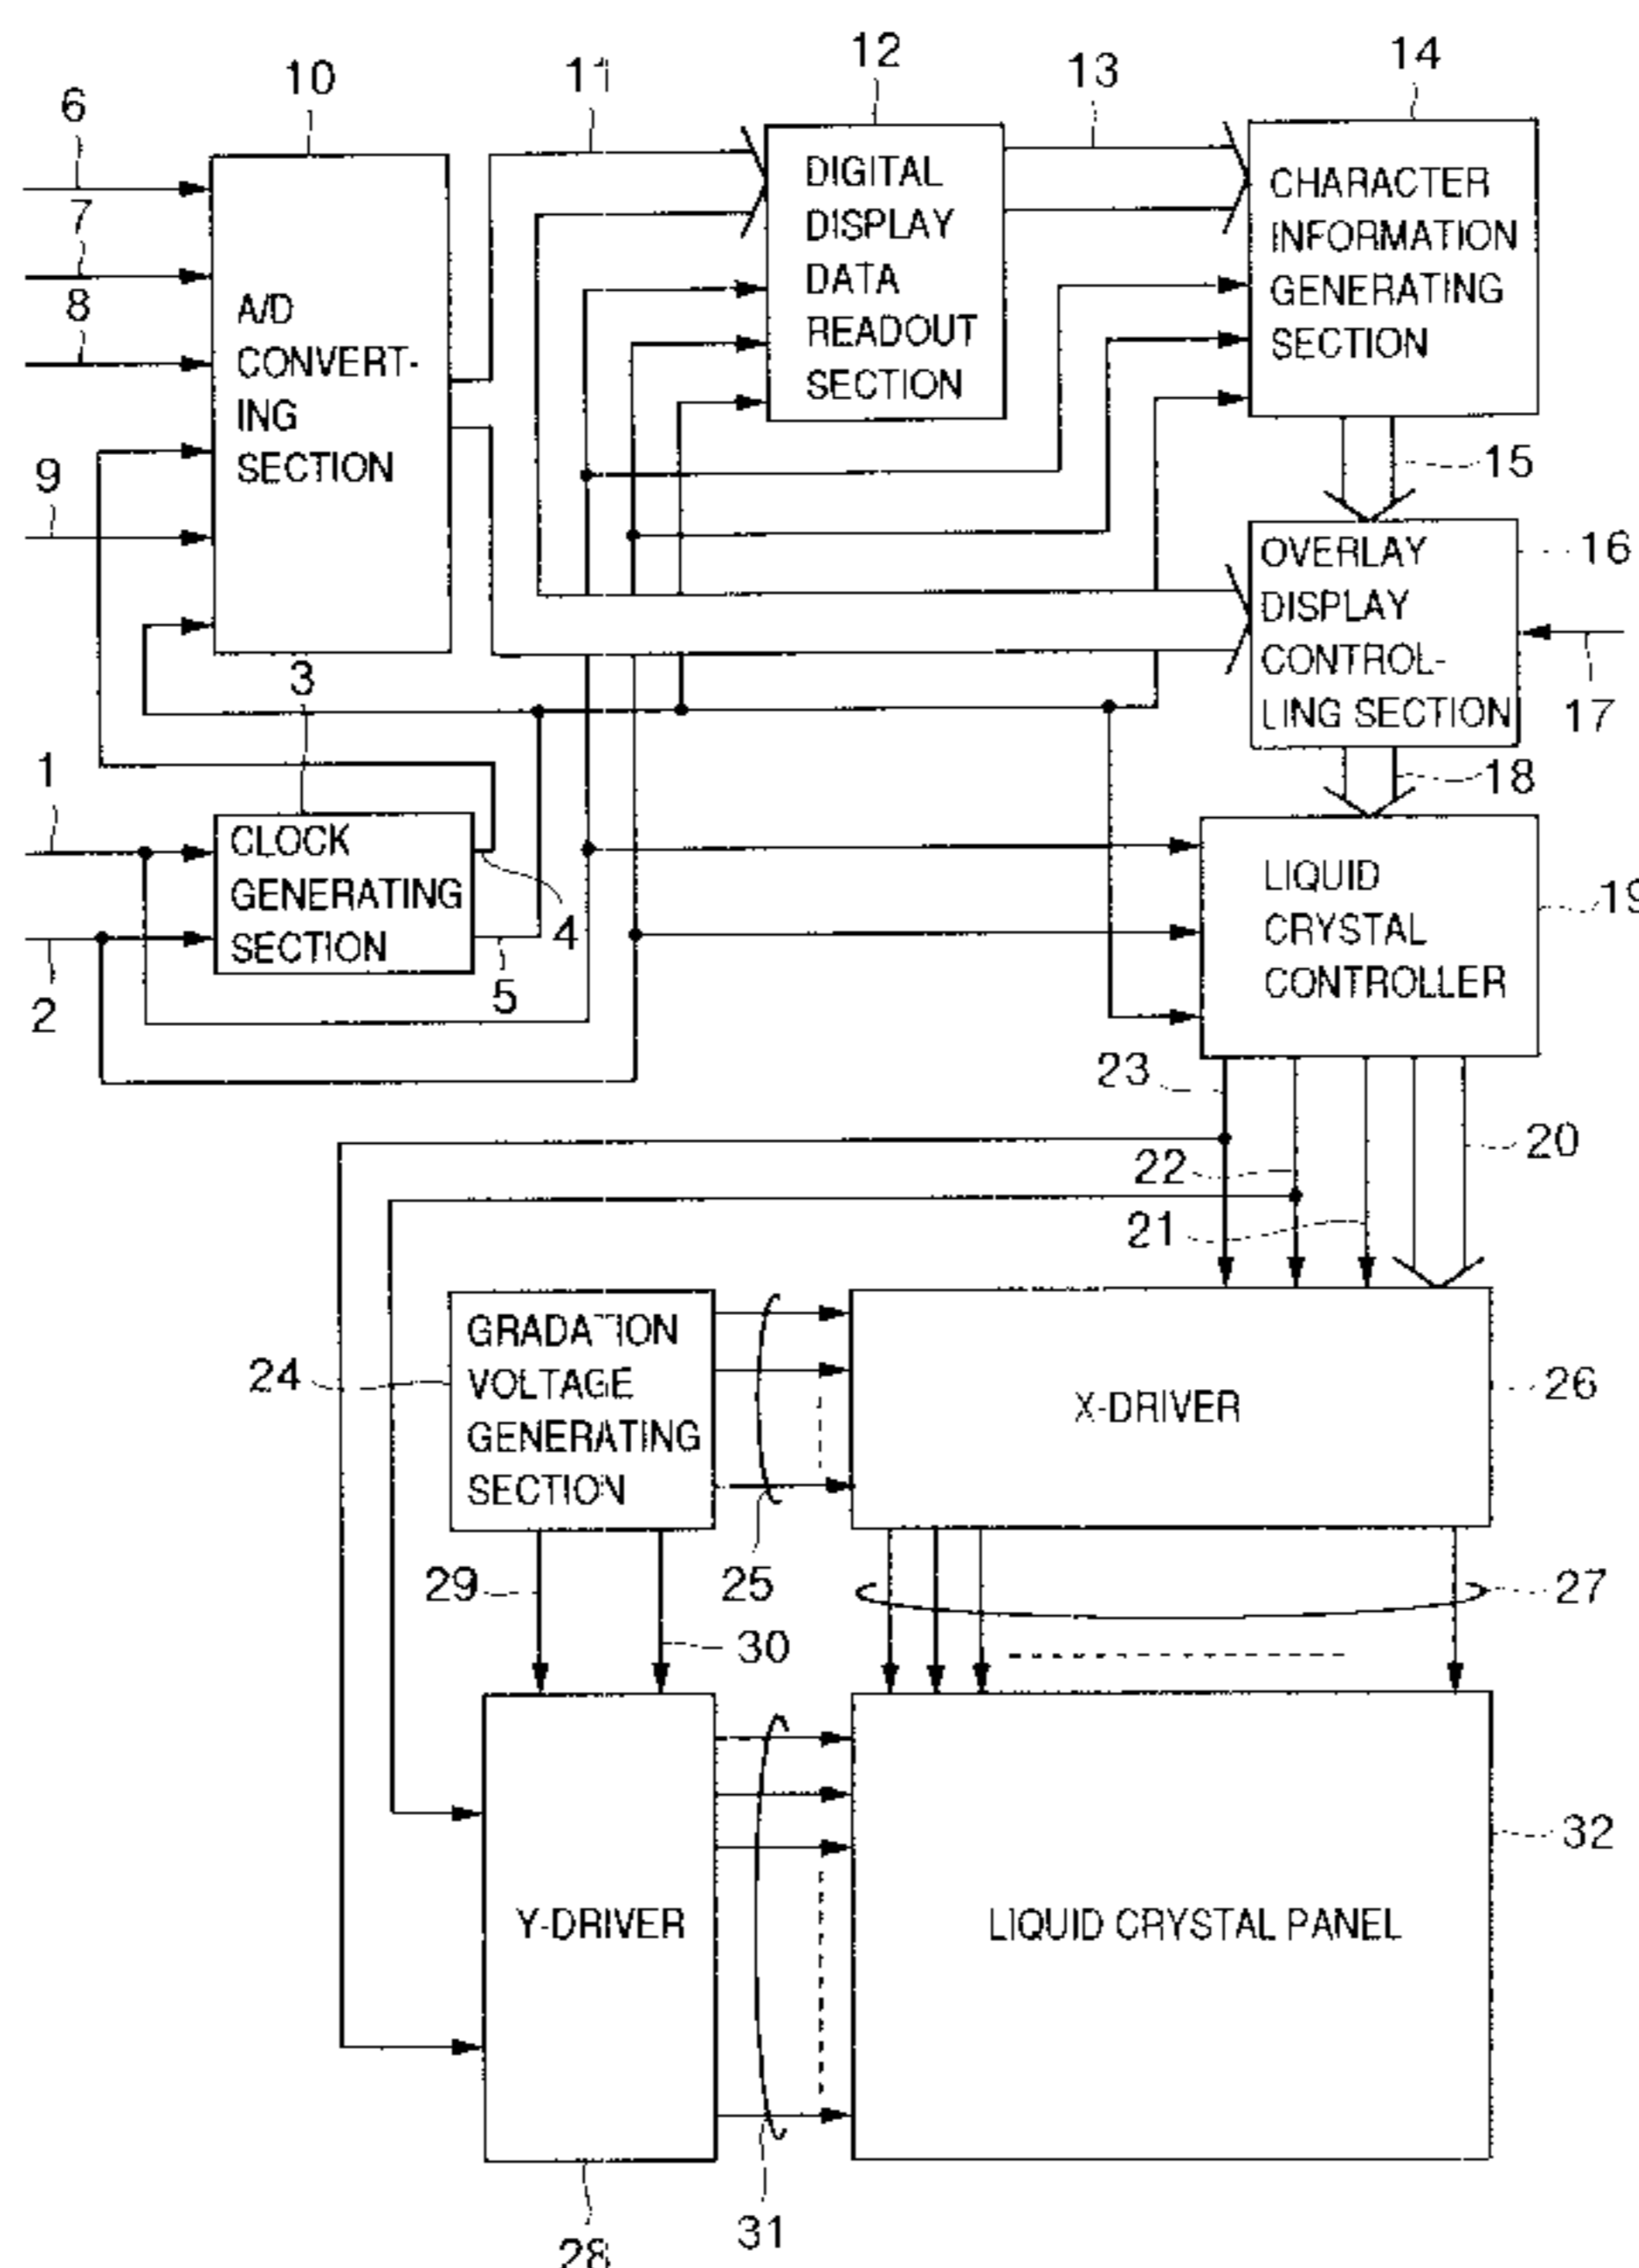 12
14
10
11
13
6
DIGITAL
DISPLAY
DATA
READOUT
SECTION
CHARACTER
INFORMATION
GENERATING
SECTION
7
8
A/D
CONVERT-
ING
SECTION
9
15
OVERLAY
DISPLAY
CONTROL-
LING SECTION
16
17
3
1
18
CLOCK
GENERATING
SECTION
4
5
2
LIQUID
CRYSTAL
CONTROLLER
19
23
22
21
20
GRADATION
VOLTAGE
GENERATING
SECTION
24
X-DRIVER
26
29
25
27
30
Y-DRIVER
LIQUID CRYSTAL PANEL
32
31
28